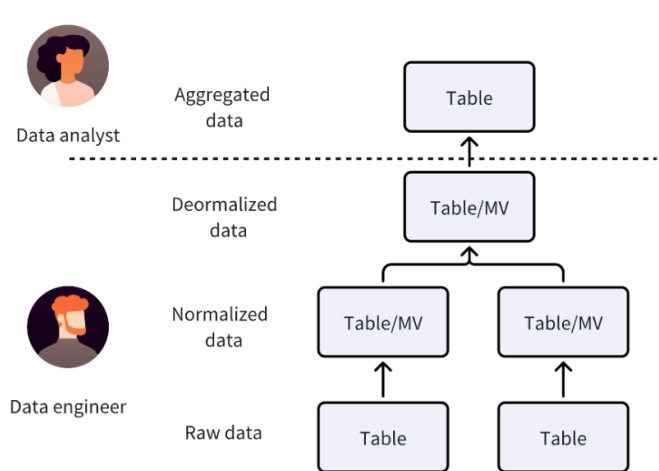 Aggregated
data
Table
Data analyst
Deormalized
data
Table/MV
Normalized
data
Table/MV
Table/MV
Data engineer
Raw data
Table
Table